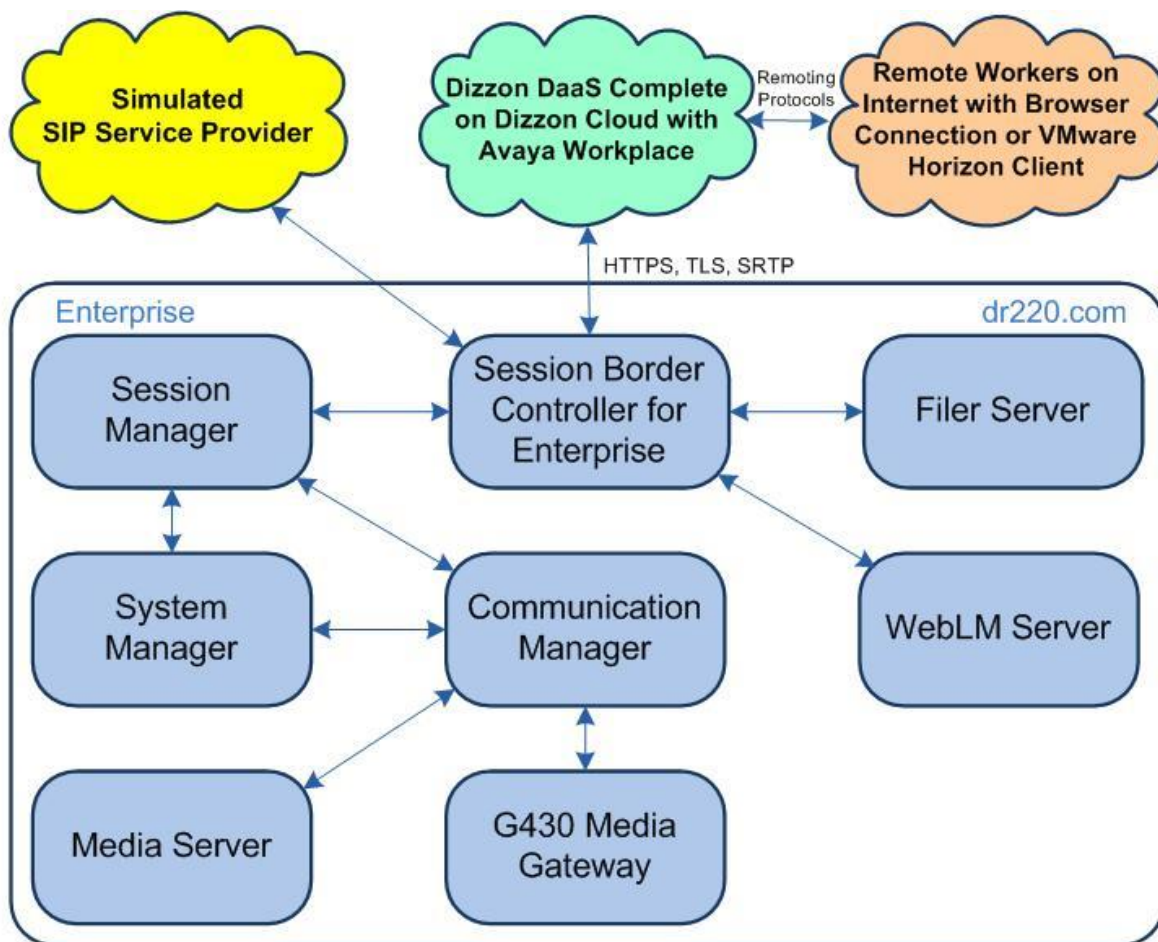 Simulated
SIP Service Provider
Dizzon DaaS Complete
on Dizzon Cloud with
Avaya Workplace
Remoting
Protocols
Remote Workers on
Internet with Browser
Connection or VMware
Horizon Client
HTTPS, TLS, SRTP
Enterprise
dr220.com
Session
Manager
Session Border
Controller for
Enterprise
Filer Server
System
Manager
Communication
Manager
WebLM Server
Media Server
G430 Media
Gateway